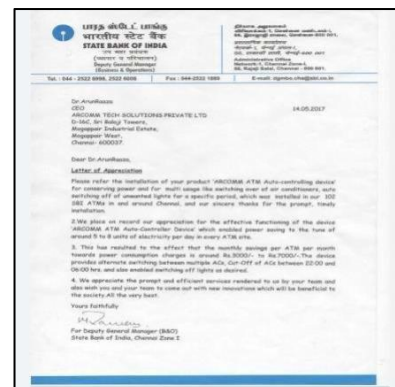 பாரத ஸ்டேட் பாங்க்
भारतीय स्टेट बैंक
STATE BANK OF INDIA
Deputy General Manager
(Business & Operations)
Administrative Office
Network 1, Chennai Zone I,
Tel. : 044 - 2522 Fax : 044-2522 E-mail:
Dr.ArunRaaza,
CEO 14.05.2017
ARCOMM TECH SOLUTIONS PRIVATE LTD
D-16C, Sri Balaji Towers,
Mogappair Industrial Estate,
Mogappair West,
Chennai- 600037.
Dear Dr.ArunRaaza,
Letter of Appreciation
Please refer the installation of your product 'ARCOMM ATM Auto-controlling device'
for conserving power and for multi usage like switching over of air conditioners, auto
switching off of unwanted lights for a specific period, which was installed in our 102
SBI ATMs in and around Chennai, and our sincere thanks for the prompt, timely
installation.
2.We place on record our appreciation for the effective functioning of the device
'ARCOMM ATM Auto-Controller Device' which enabled power saving to the tune of
around 5 to 8 units of electricity per day in every ATM site.
3. This has resulted to the effect that the monthly savings per ATM per month
towards power consumption charges is around Rs.5000/- to Rs.7000/-.The device
provides alternate switching between multiple ACs, Cut-Off of ACs between 22:00 and
06:00 hrs, and also enabled switching off lights as desired.
4. We appreciate the prompt and efficient services rendered to us by your team and
also wish you and your team to come out with new innovations which will be beneficial to
the society.All the very best.
Yours faithfully
For Deputy General Manager (B&O)
State Bank of India, Chennai Zone I